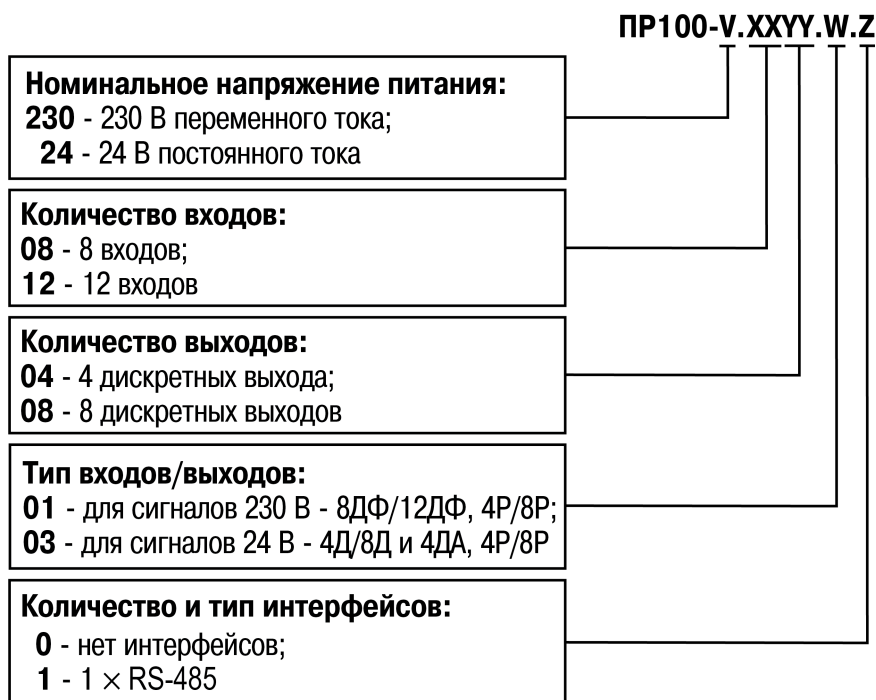 ПР100-V.XXYY.W.Z
Номинальное напряжение питания:
230 - 230 В переменного тока;
24 - 24 В постоянного тока
Количество входов:
08 - 8 входов;
12 - 12 входов
Количество выходов:
04 - 4 дискретных выхода;
08 - 8 дискретных выходов
Тип входов/выходов:
01 - для сигналов 230 В - 8ДФ/12ДФ, 4Р/8Р;
03 - для сигналов 24 В - 4Д/8Д и 4ДА, 4Р/8Р
Количество и тип интерфейсов:
0 - нет интерфейсов;
1 - 1 × RS-485